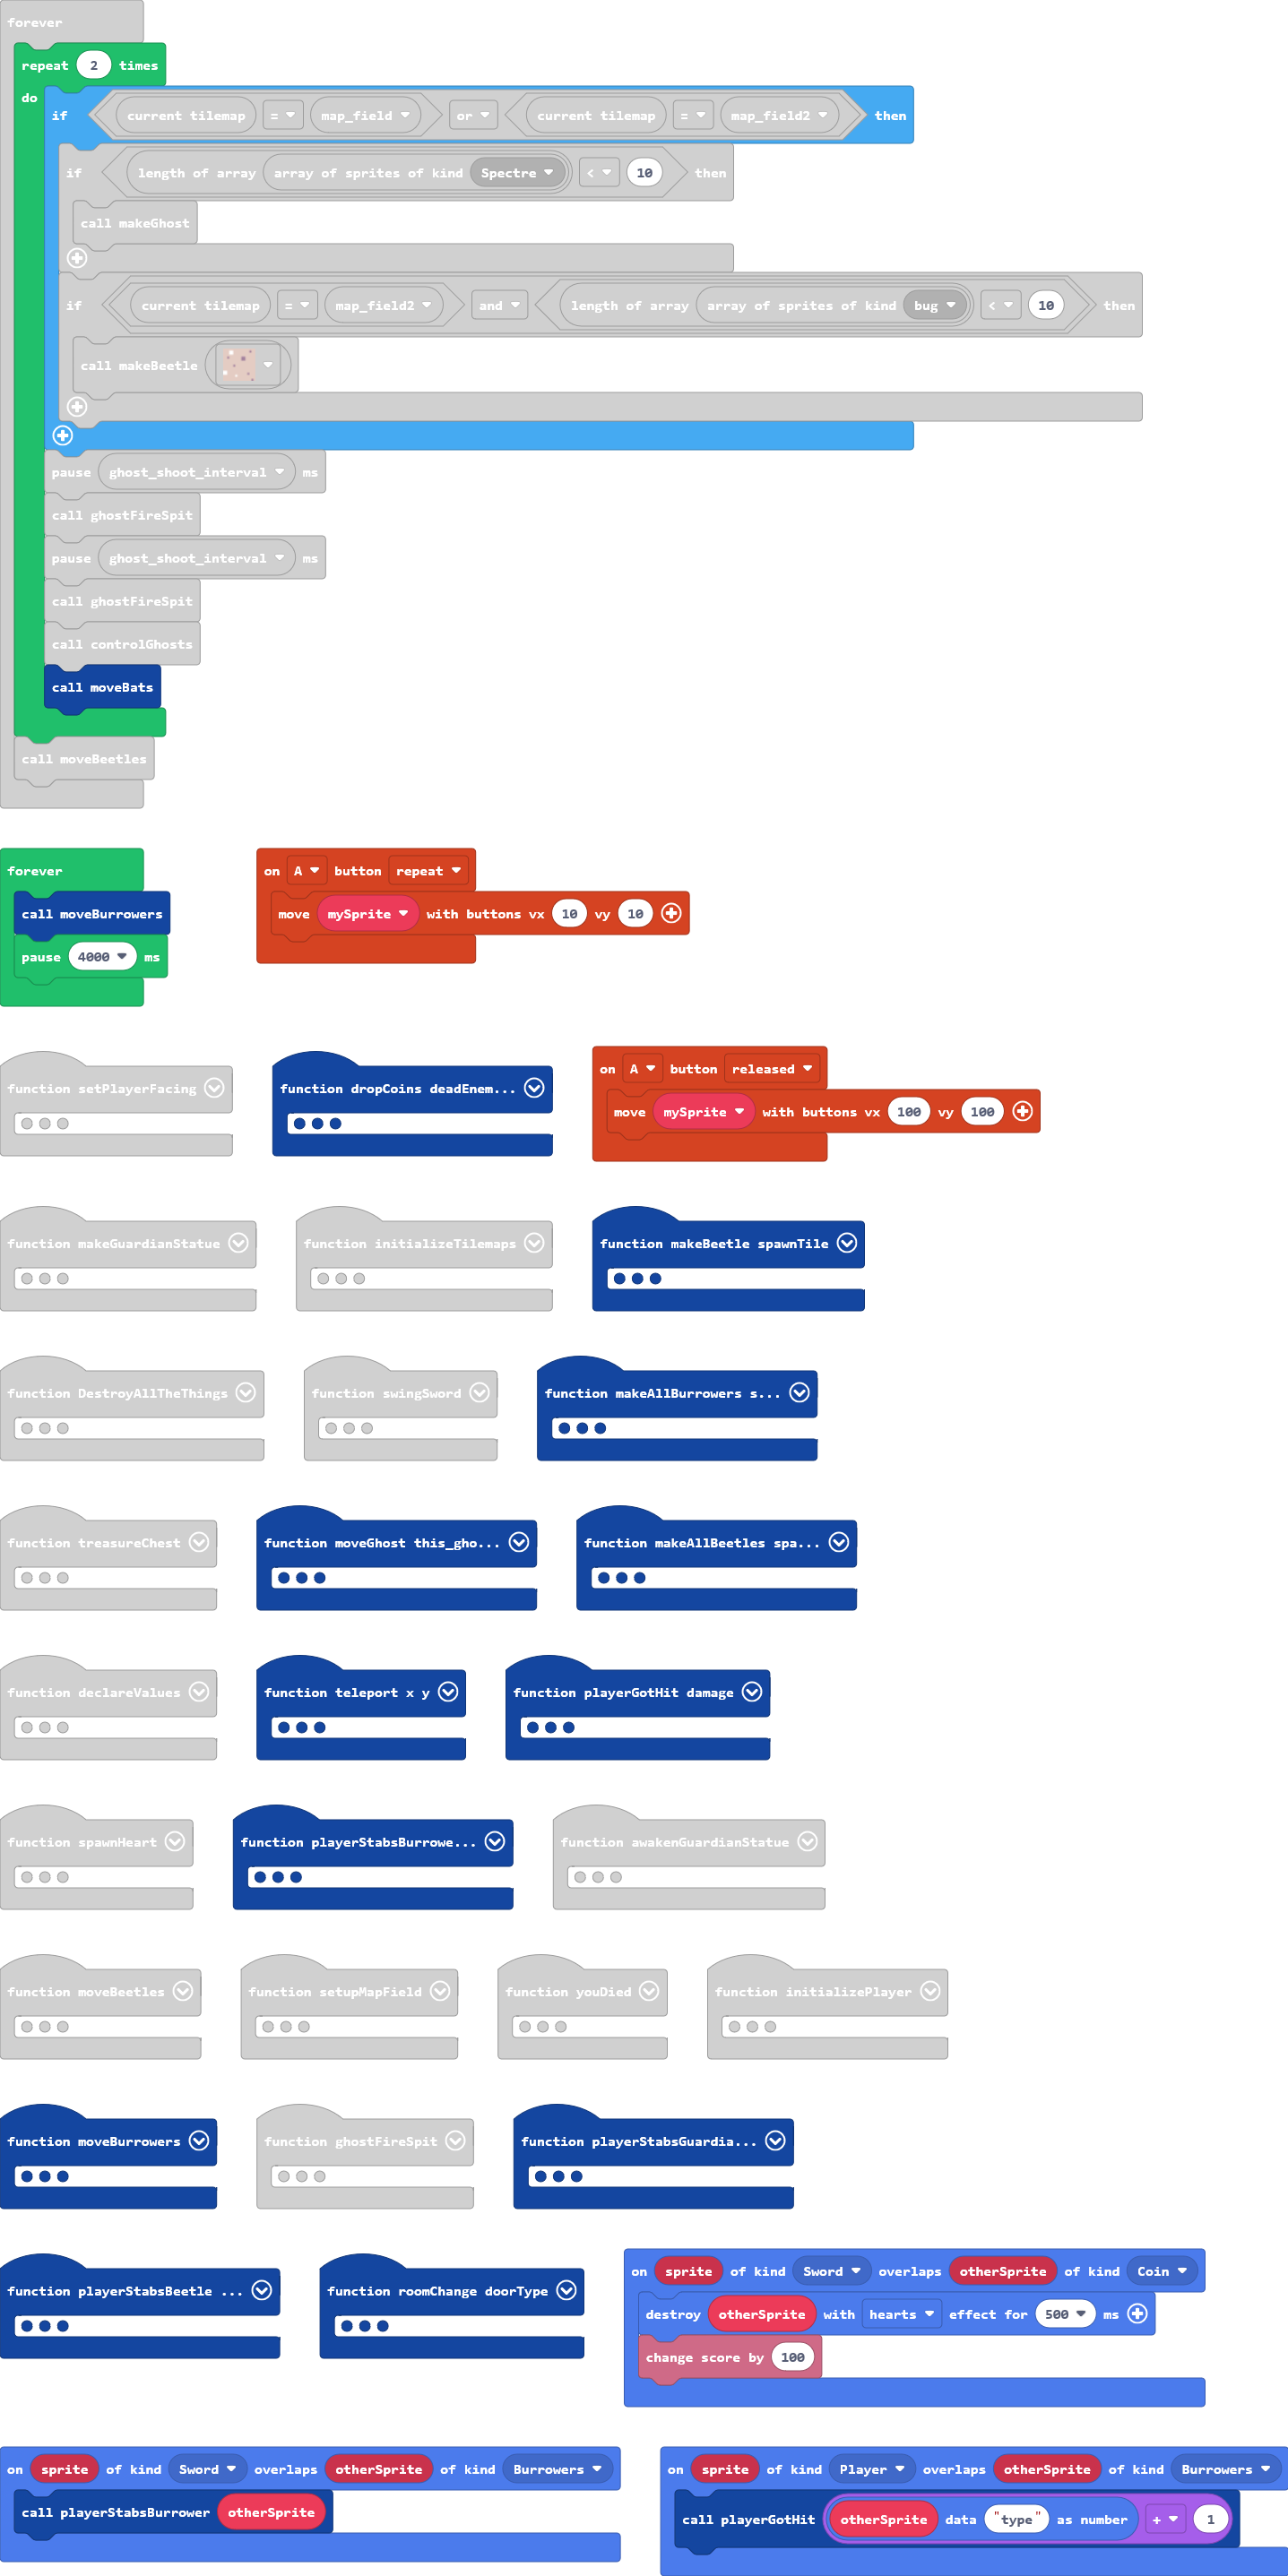 forever
repeat 2 times
do
if current tilemap = map_field or current tilemap = map_field2 then
if length of array array of sprites of kind Spectre < 10 then
call makeGhost
if current tilemap = map_field2 and length of array array of sprites of kind bug < 10 then
call makeBeetle
pause ghost_shoot_interval ms
call ghostFireSpit
pause ghost_shoot_interval ms
call ghostFireSpit
call controlGhosts
call moveBats
call moveBeetles
forever
call moveBurrowers
pause 4000 ms
on A button repeat
move mySprite with buttons vx 10 vy 10
function setPlayerFacing
function dropCoins deadEnem...
on A button released
move mySprite with buttons vx 100 vy 100
function makeGuardianStatue
function initializeTilemaps
function makeBeetle spawnTile
function DestroyAllTheThings
function swingSword
function makeAllBurrowers s...
function treasureChest
function moveGhost this_gho...
function makeAllBeetles spa...
function declareValues
function teleport x y
function playerGotHit damage
function spawnHeart
function playerStabsBurrowe...
function awakenGuardianStatue
function moveBeetles
function setupMapField
function youDied
function initializePlayer
function moveBurrowers
function ghostFireSpit
function playerStabsGuardia...
function playerStabsBeetle ...
function roomChange doorType
on sprite of kind Sword overlaps otherSprite of kind Coin
destroy otherSprite with hearts effect for 500 ms
change score by 100
on sprite of kind Sword overlaps otherSprite of kind Burrowers
call playerStabsBurrower otherSprite
on sprite of kind Player overlaps otherSprite of kind Burrowers
call playerGotHit otherSprite data "type" as number + 1